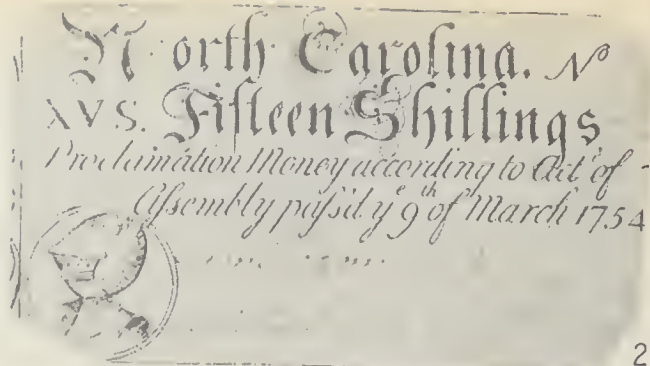 North Carolina. No
XVS. Fifteen Shillings
Proclamation Money according to Act of
Assembly passed ye 9th of March 1754
2